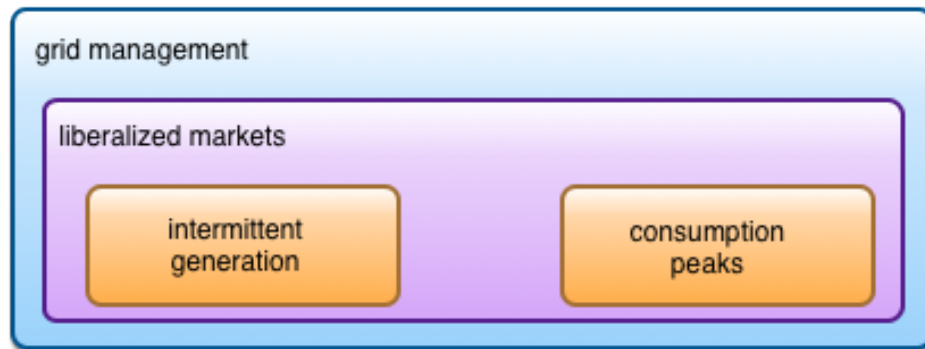 grid management
liberalized markets
intermittent
generation
consumption
peaks